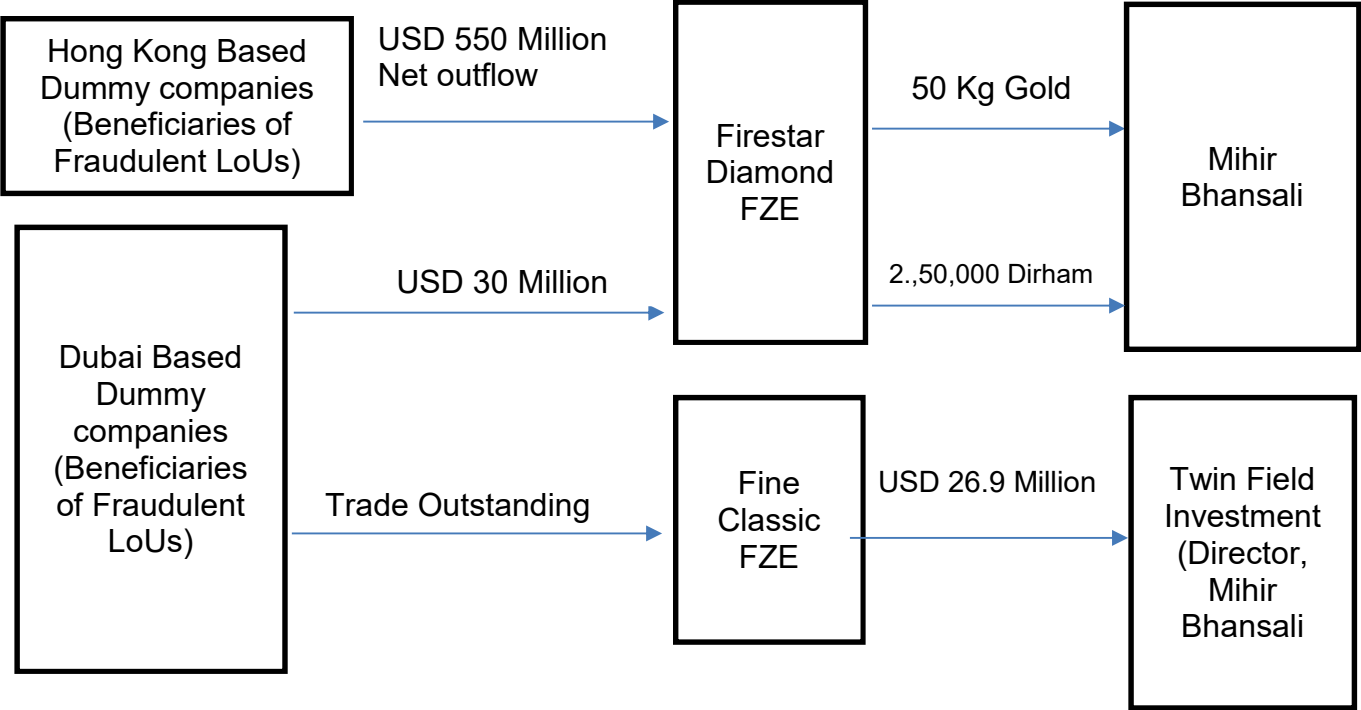 Hong Kong Based
Dummy companies
(Beneficiaries of
Fraudulent LoUs)
USD 550 Million
Net outflow
Firestar
Diamond
FZE
50 Kg Gold
Mihir
Bhansali
USD 30 Million
2.,50,000 Dirham
Dubai Based
Dummy
companies
(Beneficiaries
of Fraudulent
LoUs)
Trade Outstanding
Fine
Classic
FZE
USD 26.9 Million
Twin Field
Investment
(Director,
Mihir
Bhansali